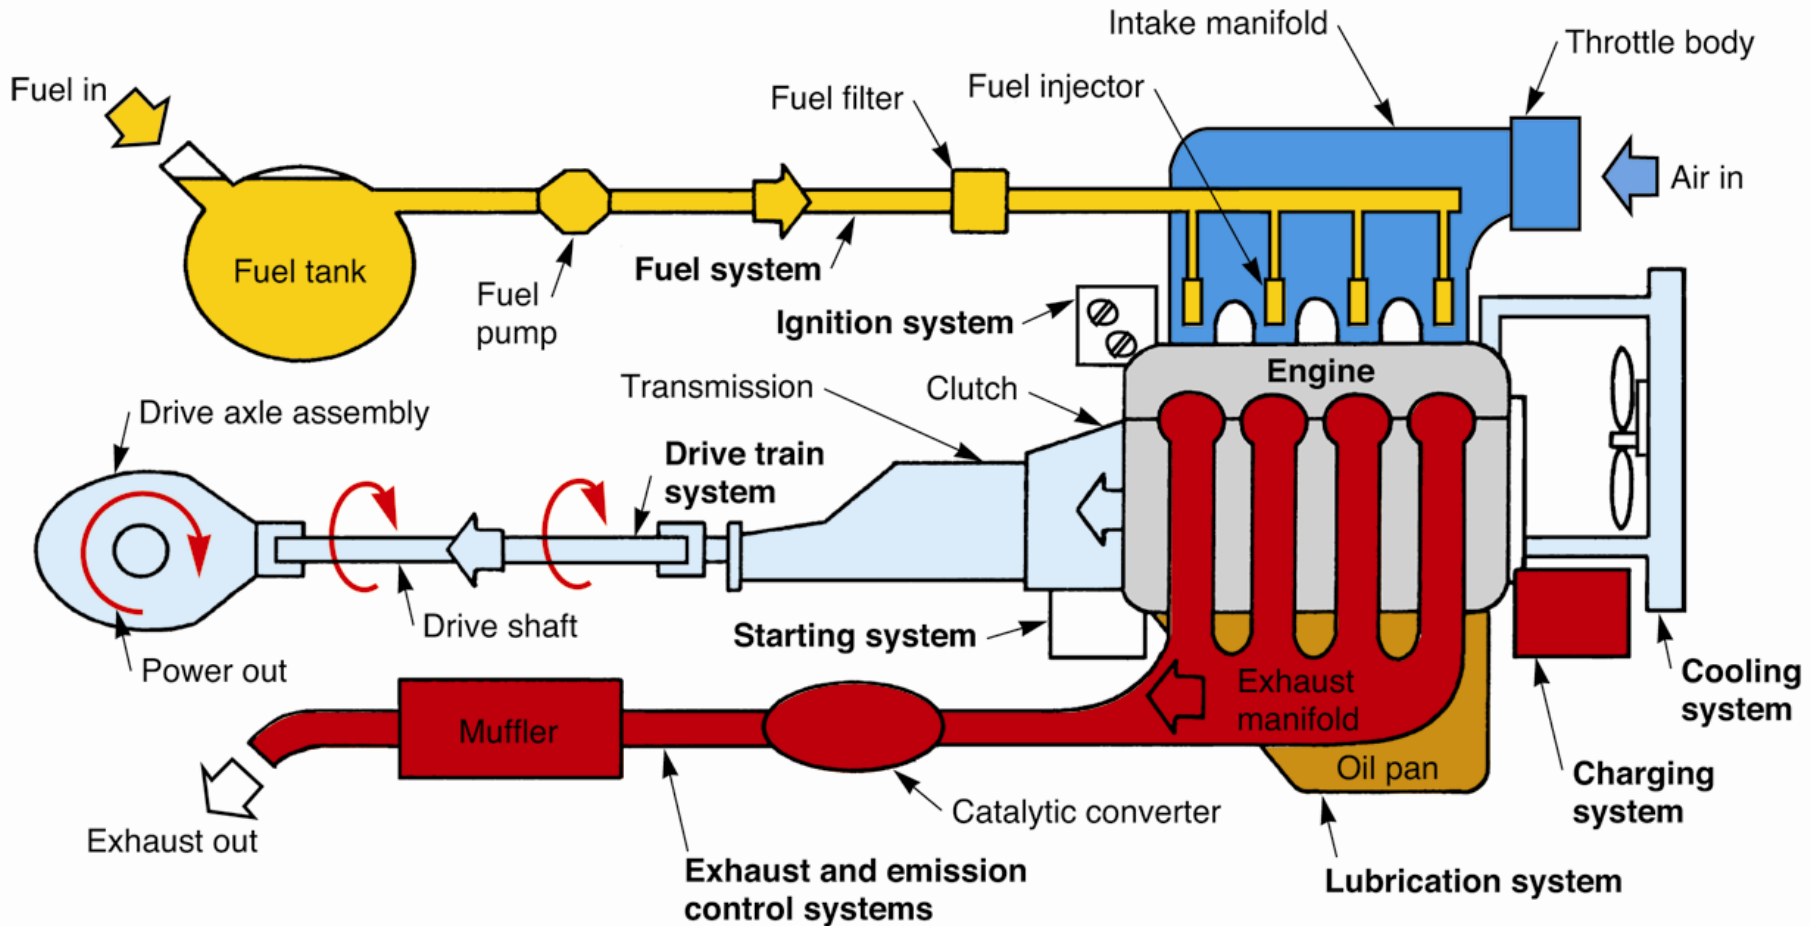 Intake manifold
Throttle body
Fuel in
Fuel filter
Fuel injector
Air in
Fuel tank
Fuel system
Fuel
pump
Ignition system
Engine
Transmission
Clutch
Drive axle assembly
Drive train
system
Drive shaft
Starting system
Power out
Exhaust
manifold
Cooling
system
Muffler
Oil pan
Charging
system
Catalytic converter
Exhaust out
Exhaust and emission
control systems
Lubrication system